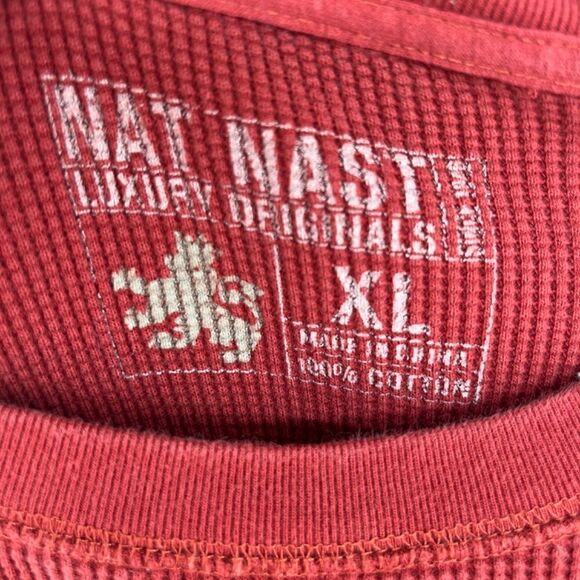 NAT NAST
LUXURY ORIGINALS
XL
MADE IN CHINA
100% COTTON